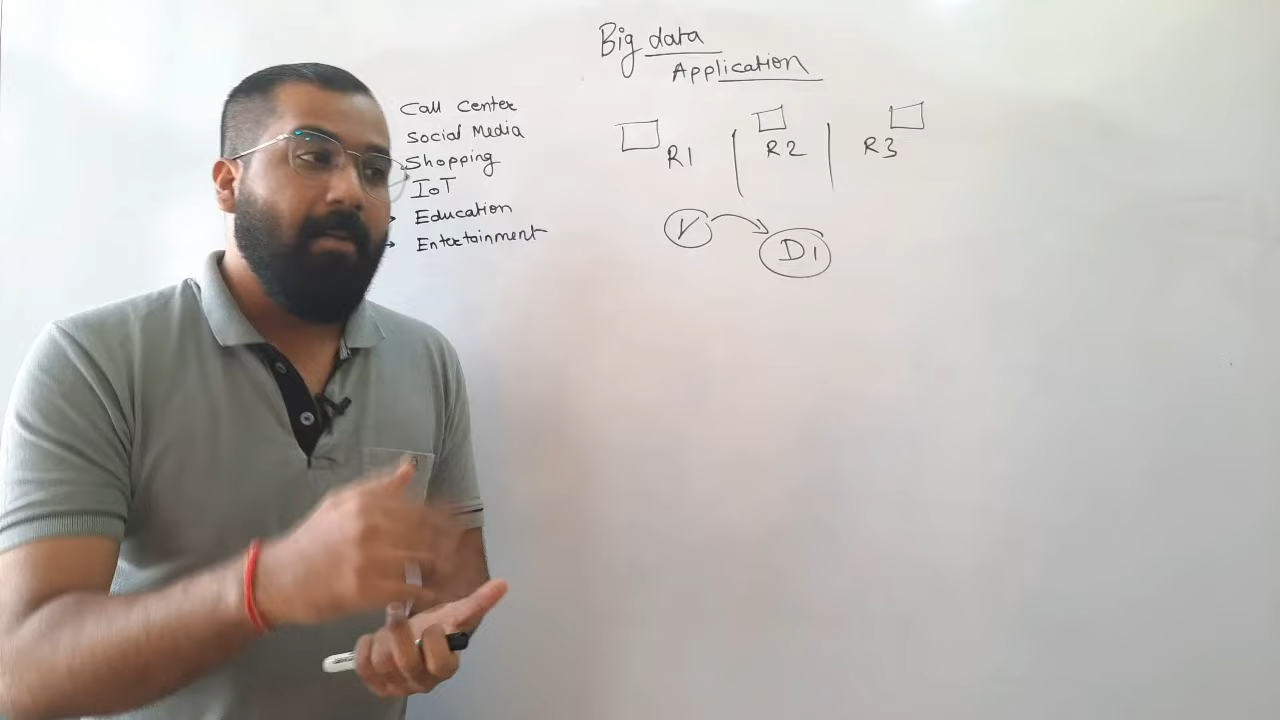 Big data
Application
Call Center
Social Media
Shopping
IoT
Education
Entertainment
R1
R2
R3
V
D1